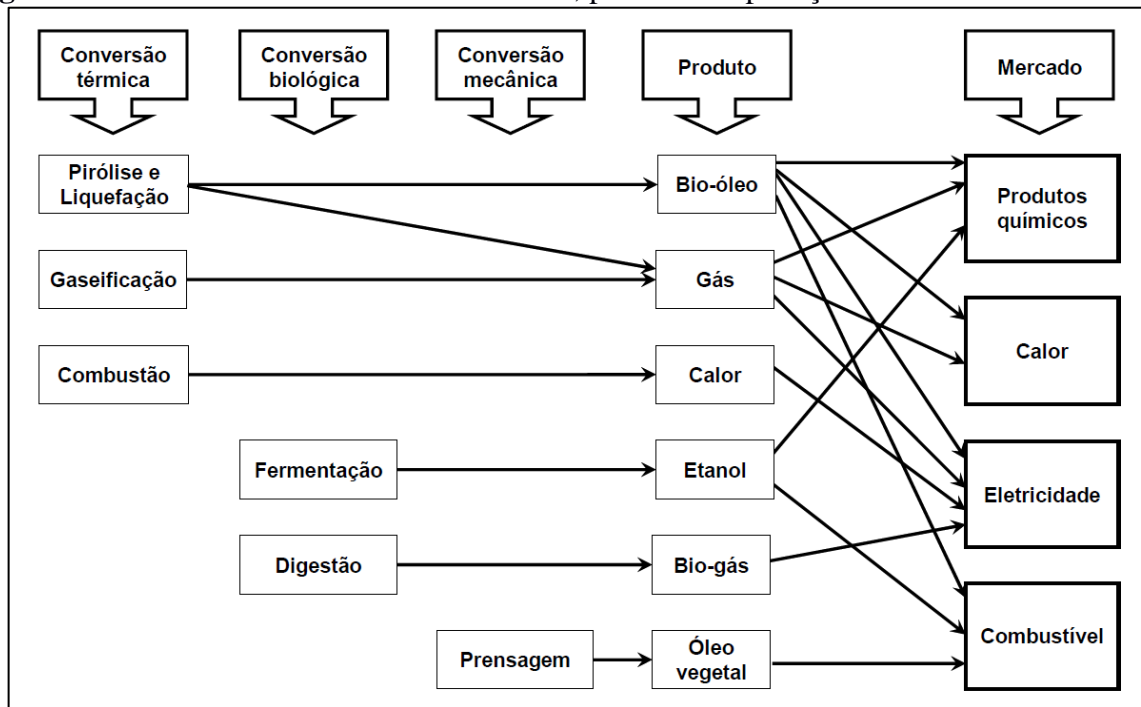 Conversão
térmica
Conversão
biológica
Conversão
mecânica
Produto
Mercado
Pirólise e
Liquefação
Bio-óleo
Produtos
químicos
Gaseificação
Gás
Calor
Combustão
Calor
Fermentação
Etanol
Eletricidade
Digestão
Bio-gás
Combustível
Prensagem
Óleo
vegetal